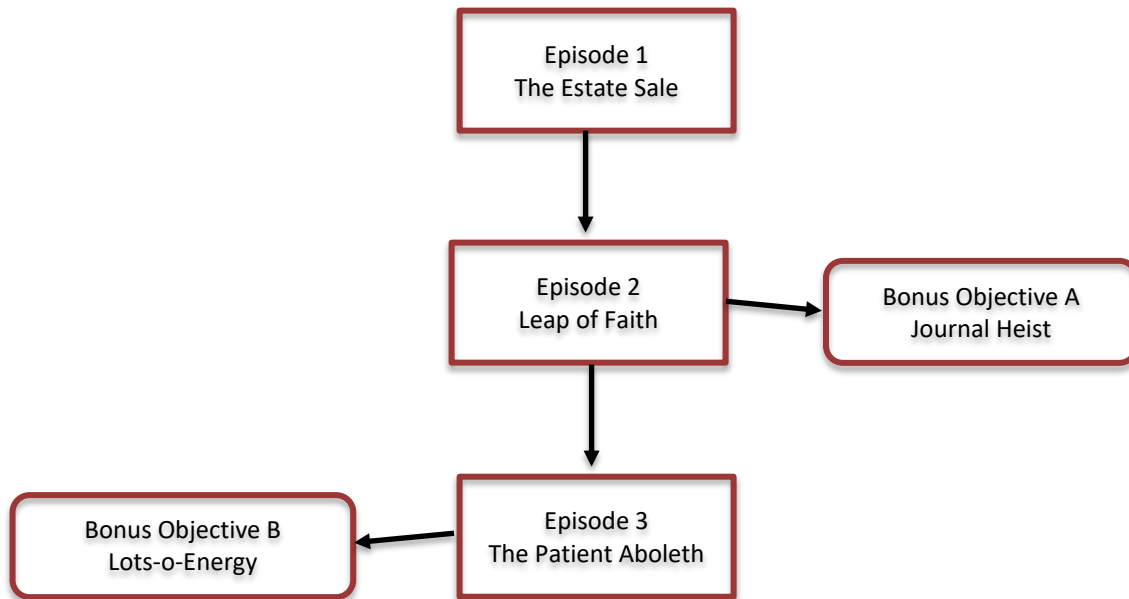 Episode 1
The Estate Sale
Episode 2
Leap of Faith
Bonus Objective A
Journal Heist
Episode 3
The Patient Aboleth
Bonus Objective B
Lots-o-Energy